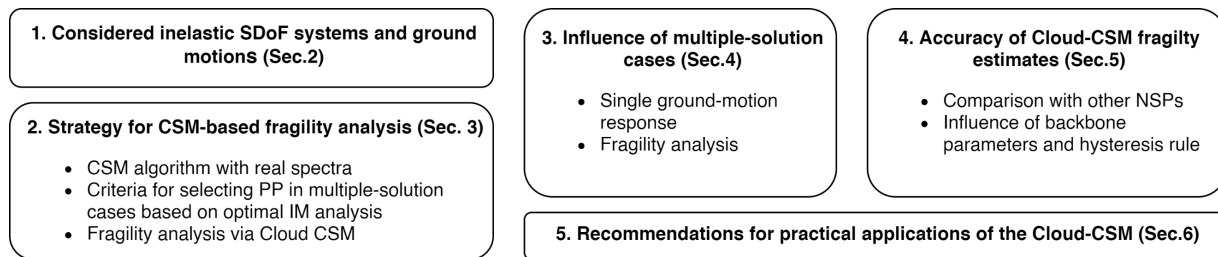 1. Considered inelastic SDoF systems and ground
motions (Sec.2)
2. Strategy for CSM-based fragility analysis (Sec. 3)
• CSM algorithm with real spectra
• Criteria for selecting PP in multiple-solution
cases based on optimal IM analysis
• Fragility analysis via Cloud CSM
3. Influence of multiple-solution
cases (Sec.4)
• Single ground-motion
response
• Fragility analysis
4. Accuracy of Cloud-CSM fragilty
estimates (Sec.5)
• Comparison with other NSPs
• Influence of backbone
parameters and hysteresis rule
5. Recommendations for practical applications of the Cloud-CSM (Sec.6)